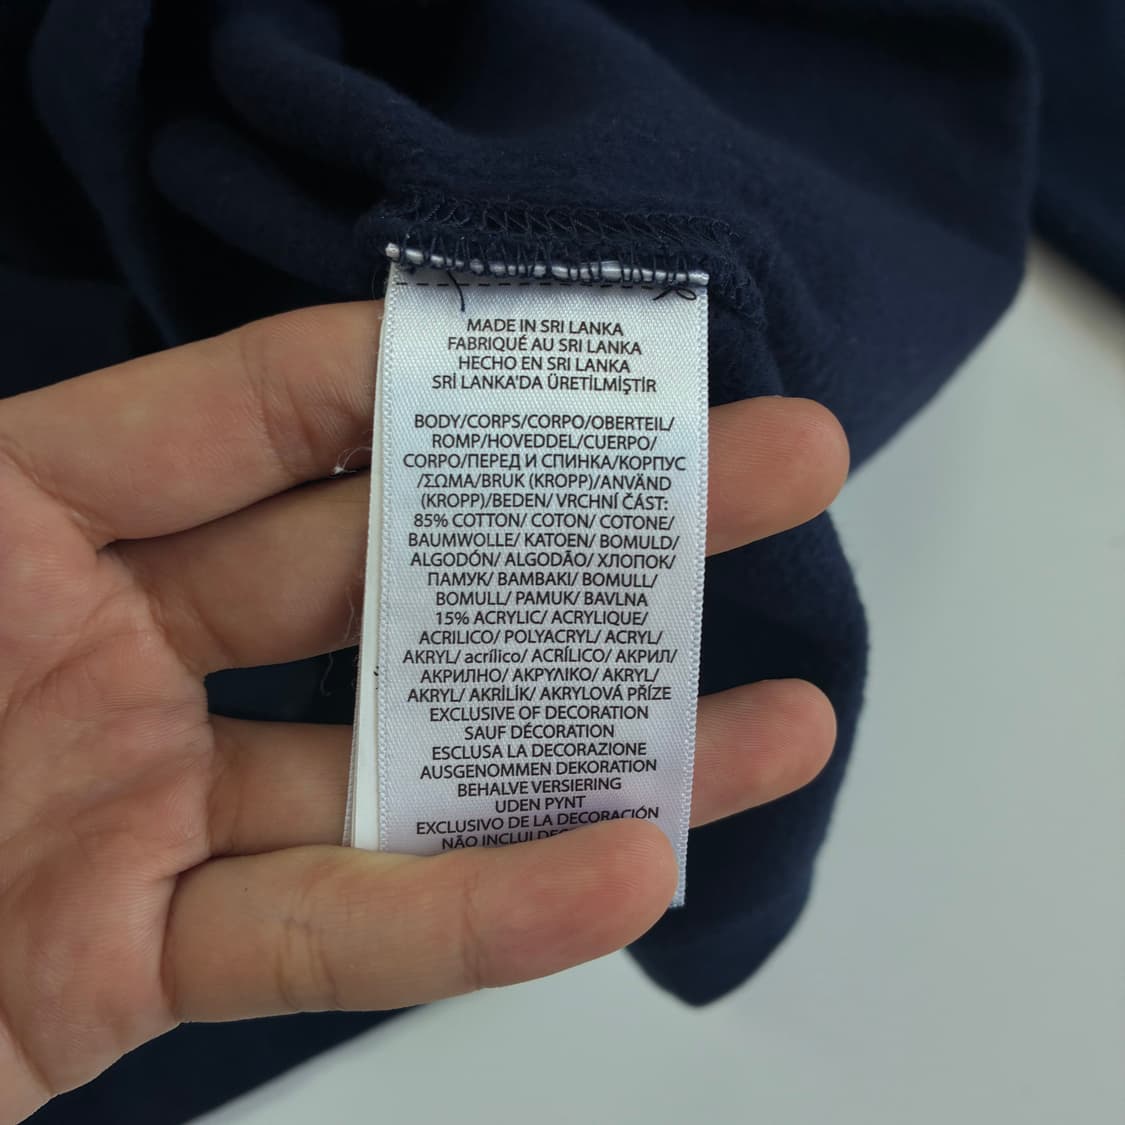 MADE IN SRI LANKA
FABRIQUÉ AU SRI LANKA
HECHO EN SRI LANKA
SRİ LANKA'DA ÜRETİLMİŞTİR
BODY/CORPS/CORPO/OBERTEIL/
ROMP/HOVEDDEL/CUERPO/
CORPO/ПЕРЕД И СПИНКА/КОРПУС
/ΣΩΜΑ/BRUK (KROPP)/ANVÄND
(KROPP)/BEDEN/ VRCHNÍ ČÁST:
85% COTTON/ COTON/ COTONE/
BAUMWOLLE/ KATOEN/ BOMULD/
ALGODÓN/ ALGODÃO/ ХЛОПОК/
ПАМУК/ ΒΑΜΒΑΚΙ/ BOMULL/
BOMULL/ PAMUK/ BAVLNA
15% ACRYLIC/ ACRYLIQUE/
ACRILICO/ POLYACRYL/ ACRYL/
AKRYL/ acrílico/ ACRÍLICO/ АКРИЛ/
АКРИЛНО/ ΑΚΡΥΛΙΚΟ/ AKRYL/
AKRYL/ AKRİLİK/ AKRYLOVÁ PŘÍZE
EXCLUSIVE OF DECORATION
SAUF DÉCORATION
ESCLUSA LA DECORAZIONE
AUSGENOMMEN DEKORATION
BEHALVE VERSIERING
UDEN PYNT
EXCLUSIVO DE LA DECORACIÓN
NÃO INCLUI